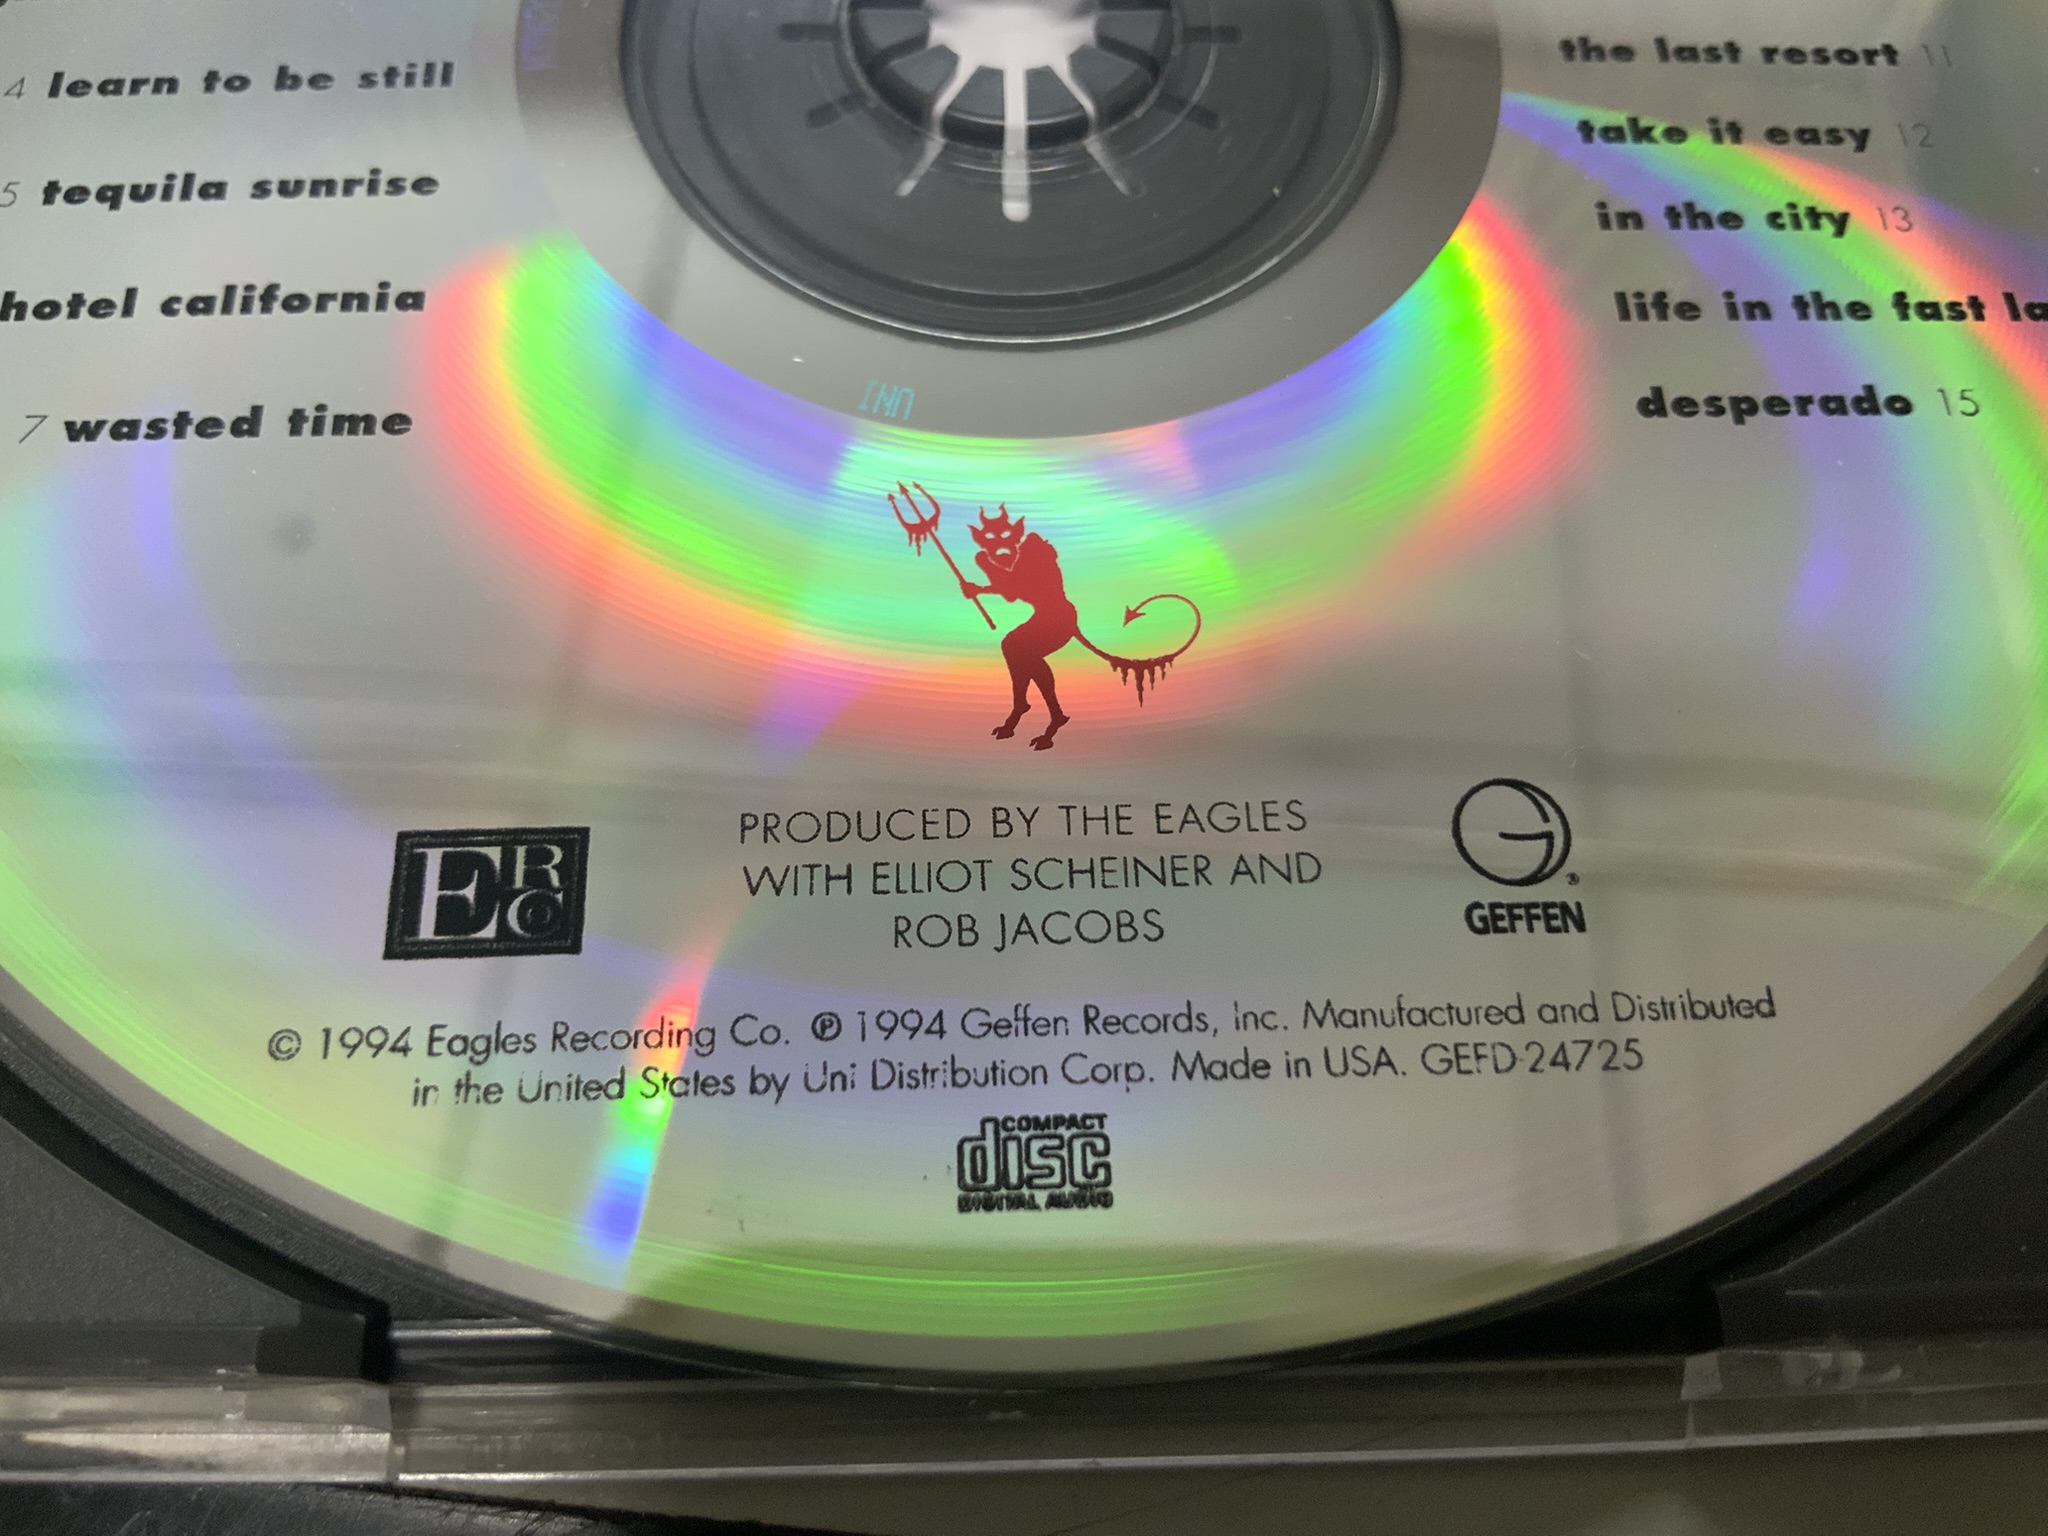 4 learn to be still
5 tequila sunrise
hotel california
7 wasted time
the last resort 11
take it easy 12
in the city 13
life in the fast la
desperado 15
UNI
PRODUCED BY THE EAGLES
WITH ELLIOT SCHEINER AND
ROB JACOBS
ERC
GEFFEN
© 1994 Eagles Recording Co. ℗ 1994 Geffen Records, Inc. Manufactured and Distributed
in the United States by Uni Distribution Corp. Made in USA. GEFD-24725
COMPACT
disc
DIGITAL AUDIO